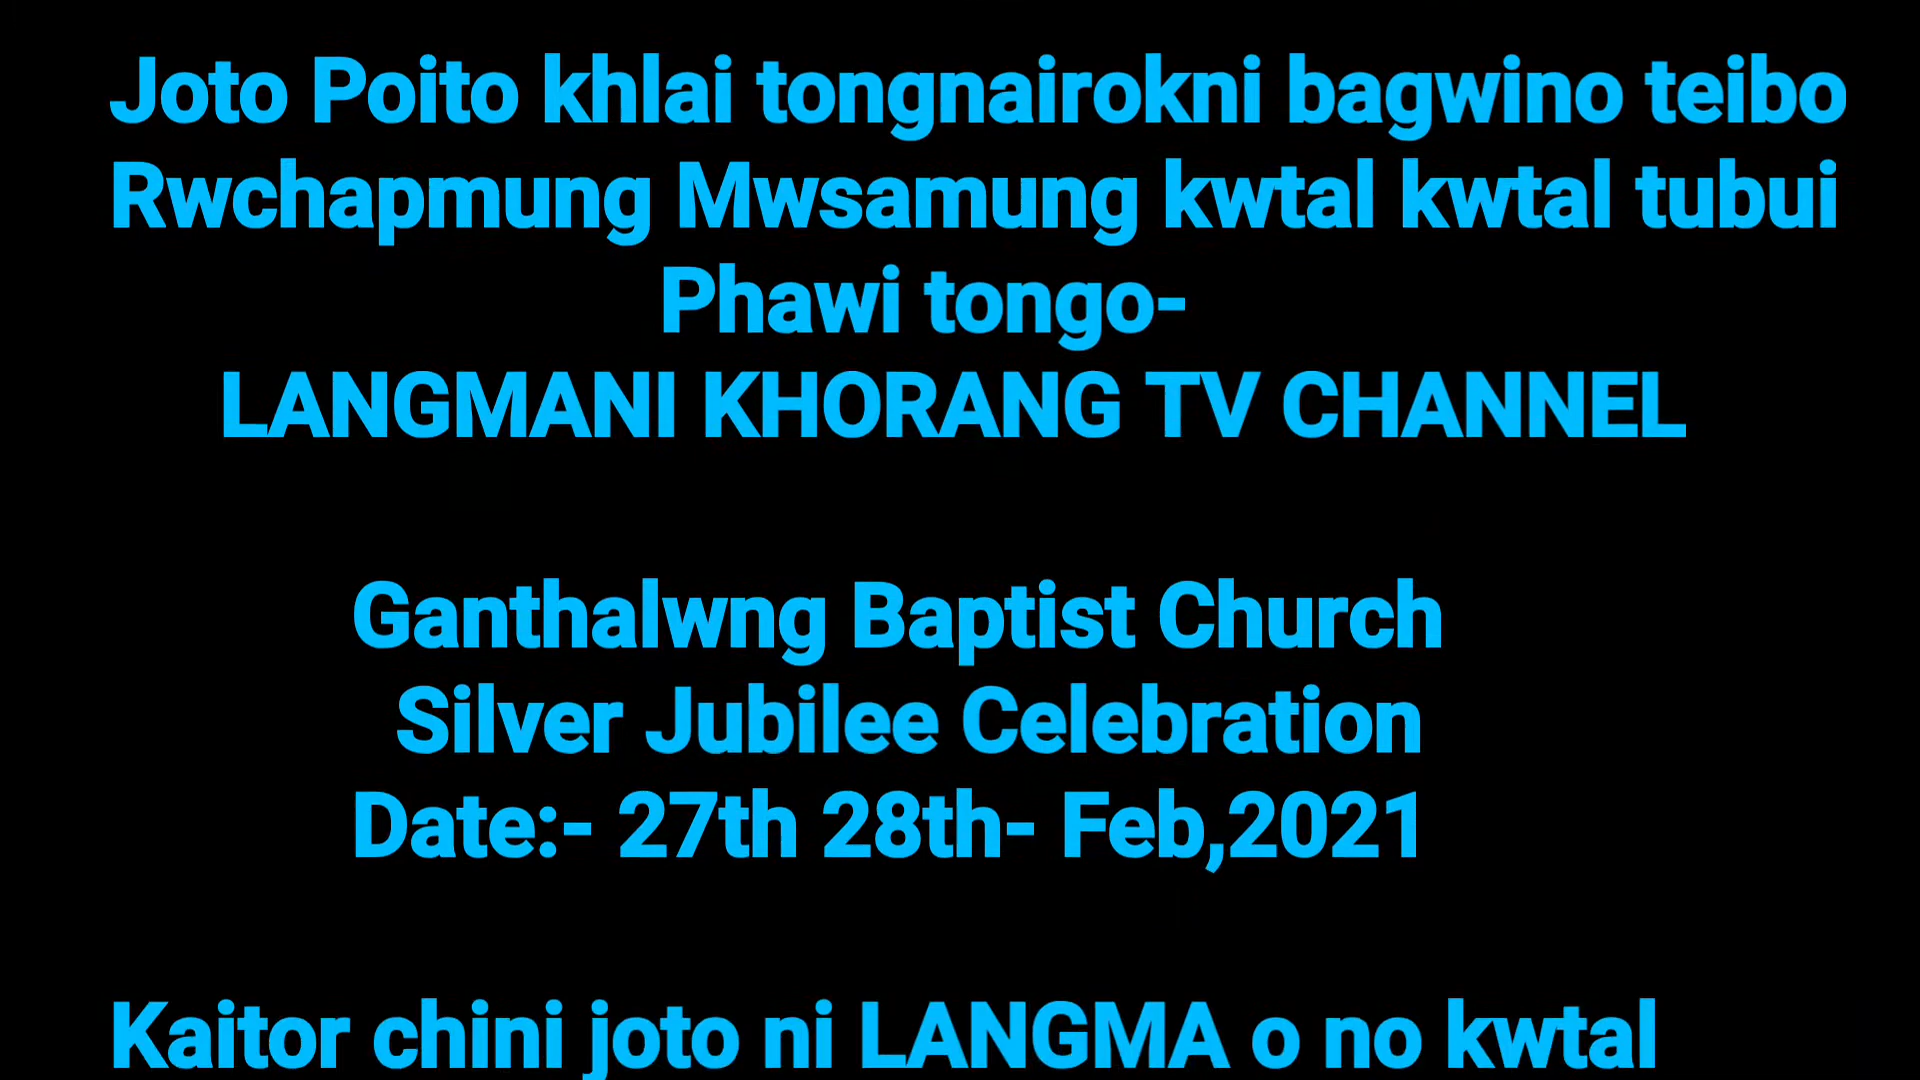 Joto Poito khlai tongnairokni bagwino teibo
Rwchapmung Mwsamung kwtal kwtal tubui
Phawi tongo-
LANGMANI KHORANG TV CHANNEL
Ganthalwng Baptist Church
Silver Jubilee Celebration
Date:- 27th 28th- Feb,2021
Kaitor chini joto ni LANGMA o no kwtal